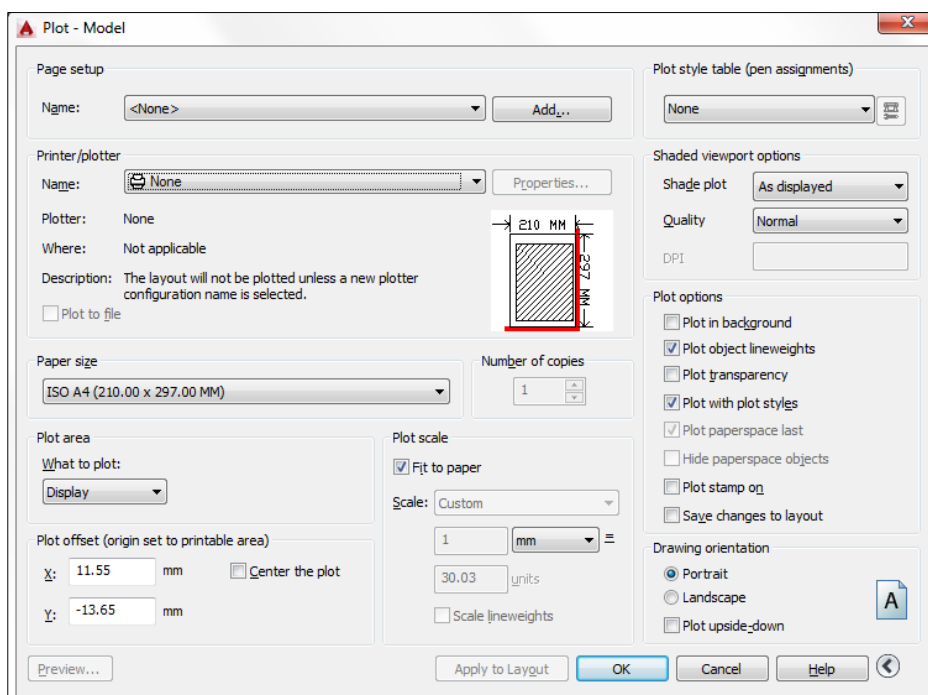 Plot - Model
Page setup
Name: <None> Add...
Printer/plotter
Name: None Properties...
Plotter: None
Where: Not applicable
Description: The layout will not be plotted unless a new plotter
configuration name is selected.
Plot to file
210 MM
297 MM
Paper size
ISO A4 (210.00 x 297.00 MM)
Number of copies
1
Plot area
What to plot:
Display
Plot offset (origin set to printable area)
X: 11.55 mm Center the plot
Y: -13.65 mm
Plot scale
Fit to paper
Scale: Custom
1 mm =
30.03 units
Scale lineweights
Plot style table (pen assignments)
None
Shaded viewport options
Shade plot As displayed
Quality Normal
DPI
Plot options
Plot in background
Plot object lineweights
Plot transparency
Plot with plot styles
Plot paperspace last
Hide paperspace objects
Plot stamp on
Save changes to layout
Drawing orientation
Portrait
Landscape
Plot upside-down
A
Preview... Apply to Layout OK Cancel Help